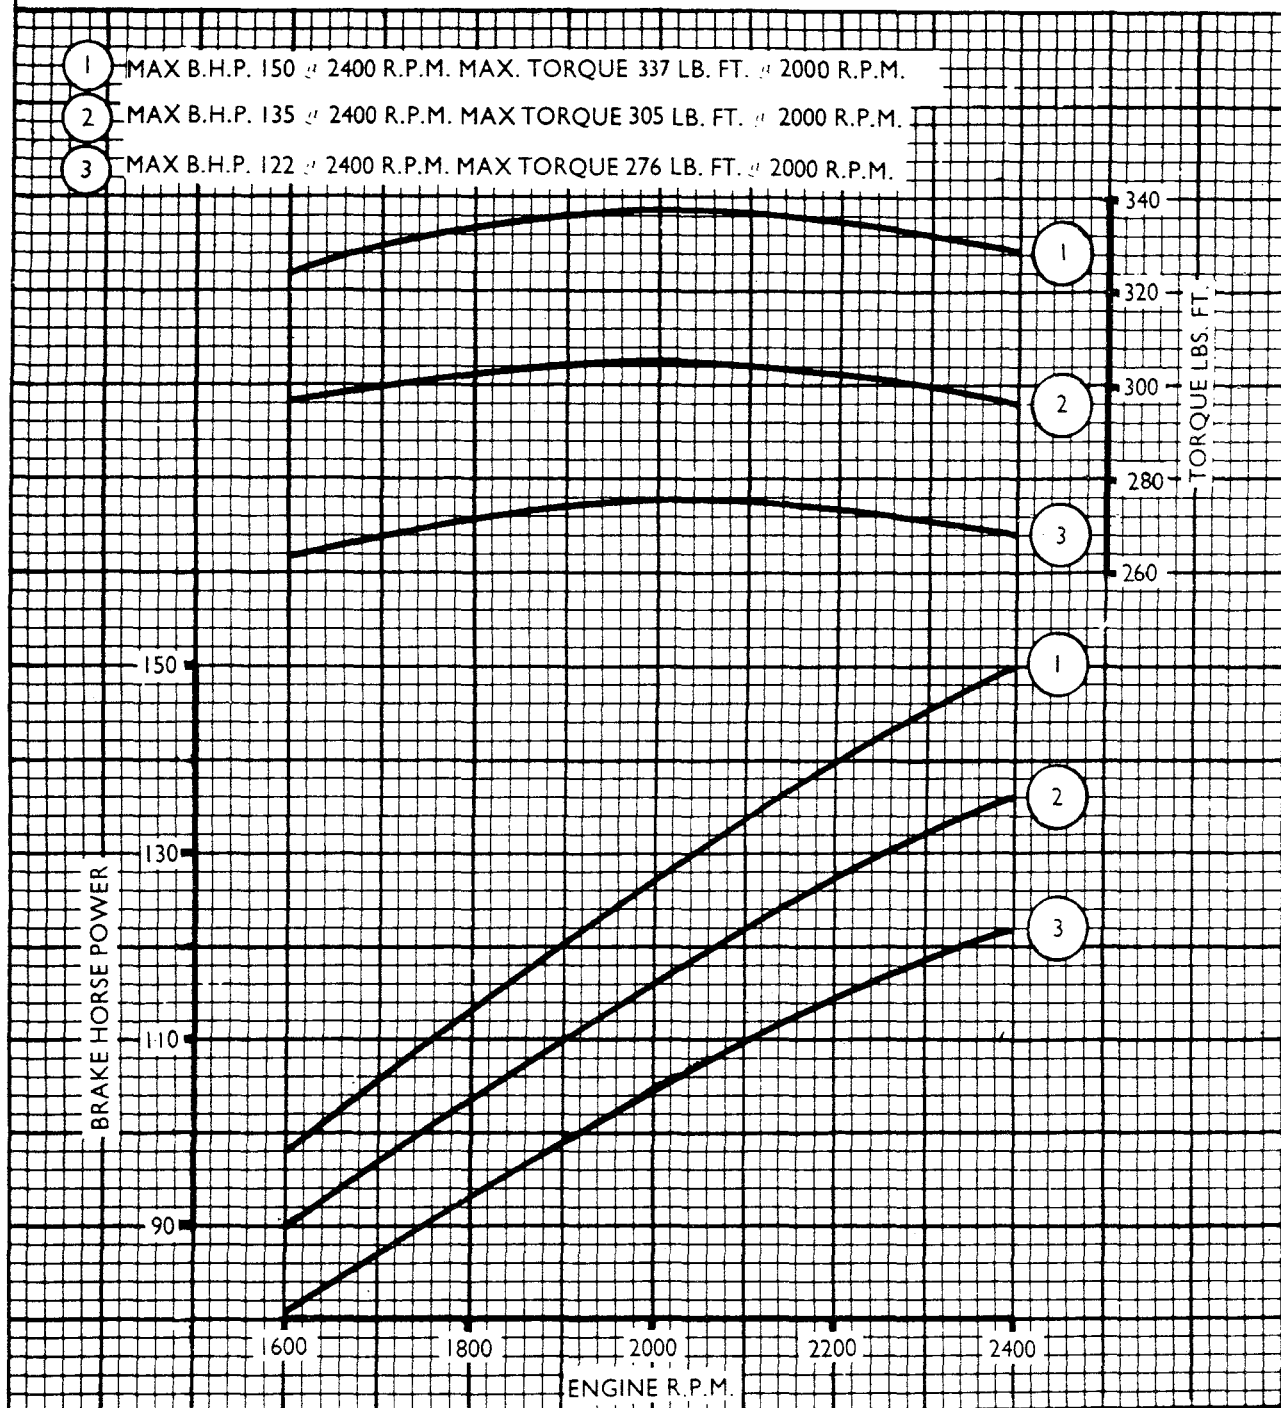 1 MAX B.H.P. 150 @ 2400 R.P.M. MAX. TORQUE 337 LB. FT. @ 2000 R.P.M.
2 MAX B.H.P. 135 @ 2400 R.P.M. MAX TORQUE 305 LB. FT. @ 2000 R.P.M.
3 MAX B.H.P. 122 @ 2400 R.P.M. MAX TORQUE 276 LB. FT. @ 2000 R.P.M.
340
1
320
300
2
280
3
260
TORQUE LBS. FT.
150
1
2
130
3
110
90
BRAKE HORSE POWER
1600 1800 2000 2200 2400
ENGINE R.P.M.